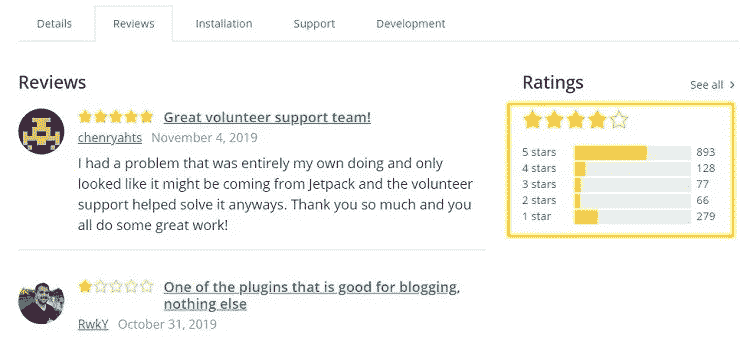 Details
Reviews
Installation
Support
Development
Reviews
Great volunteer support team!
chenryahts November 4, 2019
I had a problem that was entirely my own doing and only
looked like it might be coming from Jetpack and the volunteer
support helped solve it anyways. Thank you so much and you
all do some great work!
One of the plugins that is good for blogging,
nothing else
RwkY October 31, 2019
Ratings
See all ›
5 stars 893
4 stars 128
3 stars 77
2 stars 66
1 star 279